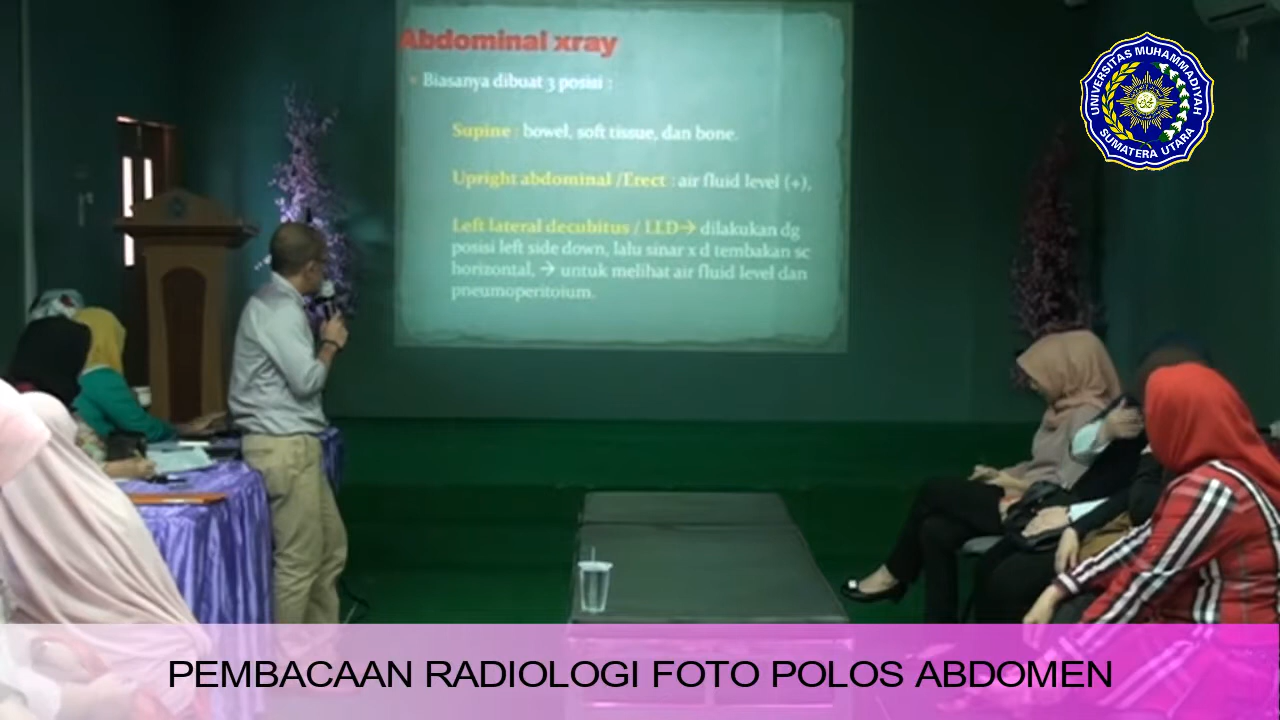 Abdominal xray
Biasanya dibuat 3 posisi :
Supine : bowel, soft tissue, dan bone.
Upright abdominal /Erect : air fluid level (+),
Left lateral decubitus / LLD→ dilakukan dg
posisi left side down, lalu sinar x d tembakan sc
horizontal, → untuk melihat air fluid level dan
pneumoperitoium.
UNIVERSITAS MUHAMMADIYAH
SUMATERA UTARA
PEMBACAAN RADIOLOGI FOTO POLOS ABDOMEN